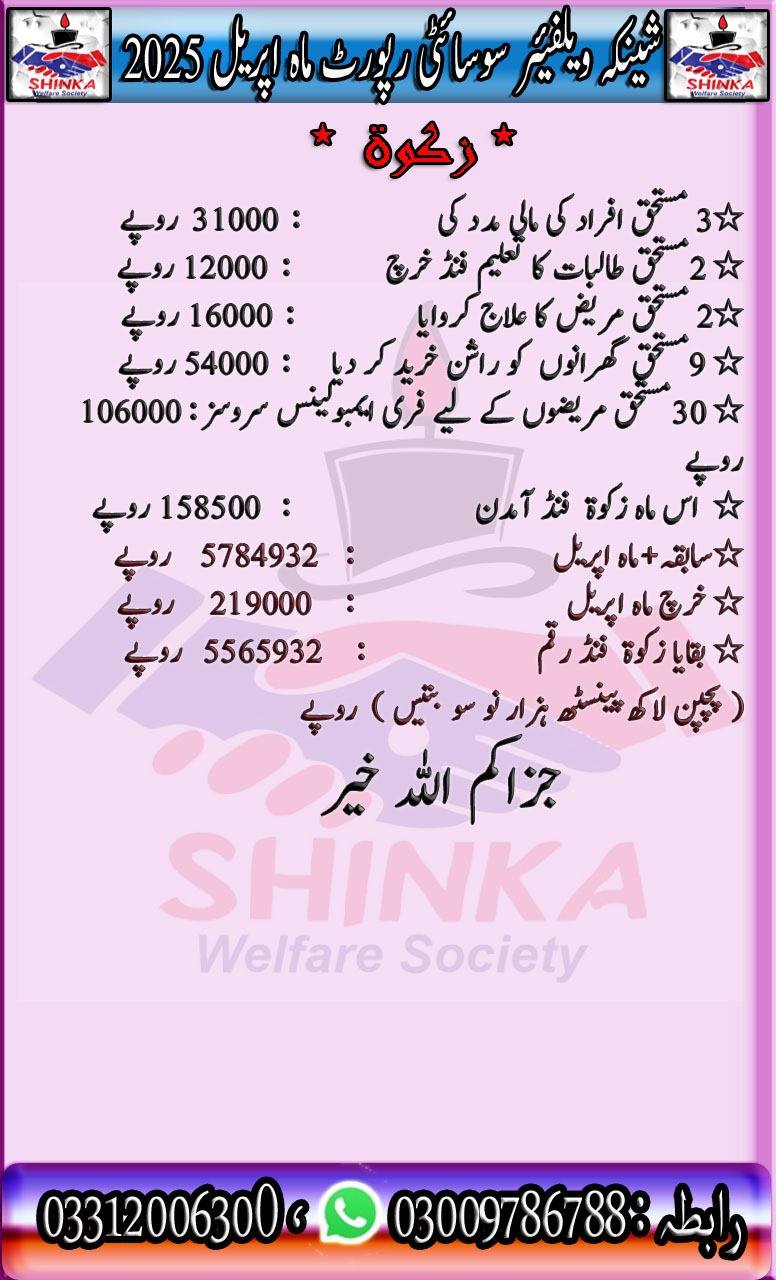 SHINKA
Welfare Society
شینکہ ویلفئیر سوسائٹی رپورٹ ماہ اپریل 2025
SHINKA
Welfare Society
* زکوۃ *
☆3 مستحق افراد کی مالی مدد کی : 31000 روپے
☆ 2 مستحق طالبات کا تعلیم فنڈ خرچ : 12000 روپے
☆2 مستحق مریض کا علاج کروایا : 16000 روپے
☆ 9 مستحق گھرانوں کو راشن خرید کر دیا : 54000 روپے
☆ 30 مستحق مریضوں کے لیے فری ایمبولینس سروسز : 106000
روپے
☆ اس ماہ زکوۃ فنڈ آمدن : 158500 روپے
☆سابقہ+ماہ اپریل : 5784932 روپے
☆ خرچ ماہ اپریل : 219000 روپے
☆ بقایا زکوۃ فنڈ رقم : 5565932 روپے
( پچپن لاکھ پینسٹھ ہزار نو سو بتیں ) روپے
جزاکم اللہ خیر
SHINKA
Welfare Society
رابطہ : 03009786788 ، 03312006300